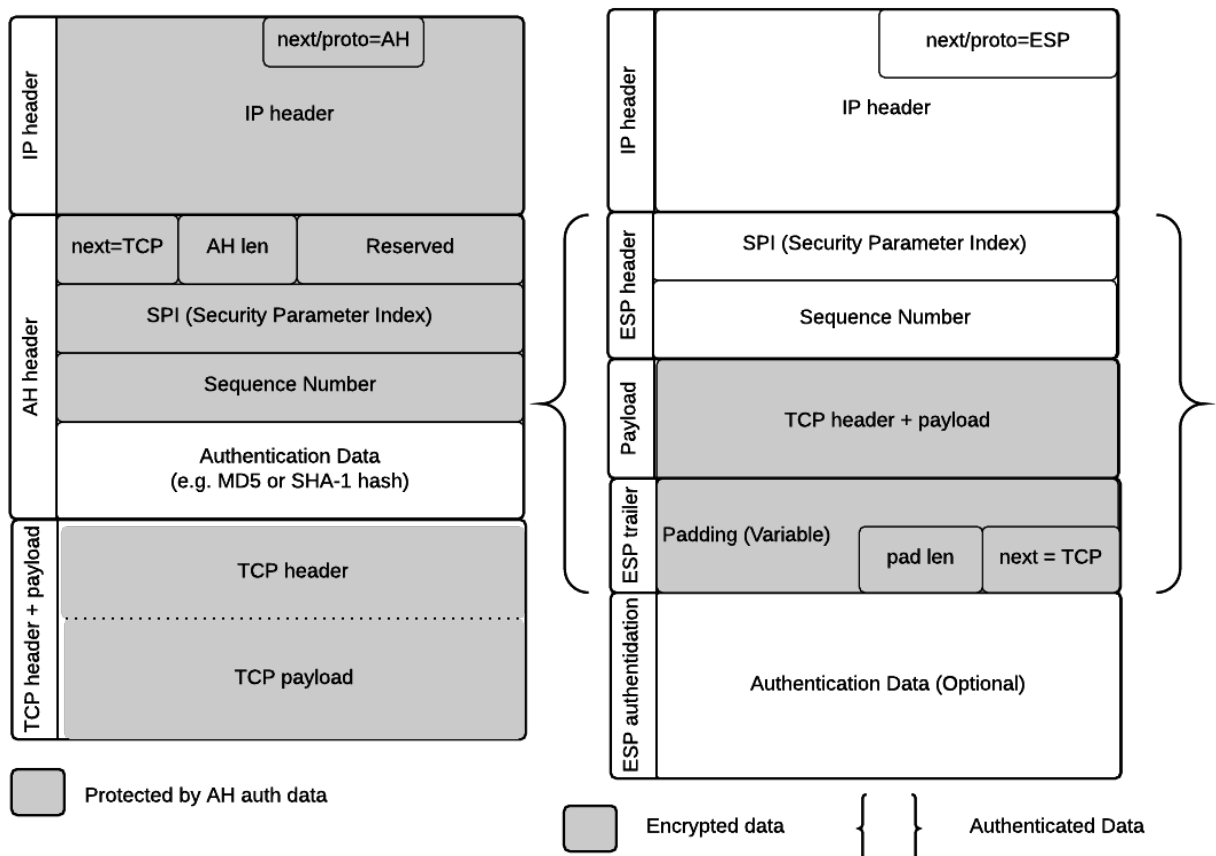 next/proto=AH
IP header
IP header
next=TCP
AH len
Reserved
SPI (Security Parameter Index)
Sequence Number
Authentication Data
(e.g. MD5 or SHA-1 hash)
AH header
TCP header
TCP payload
TCP header + payload
Protected by AH auth data
next/proto=ESP
IP header
IP header
SPI (Security Parameter Index)
Sequence Number
ESP header
TCP header + payload
Payload
Padding (Variable)
pad len
next = TCP
ESP trailer
Authentication Data (Optional)
ESP authentidation
Encrypted data
Authenticated Data